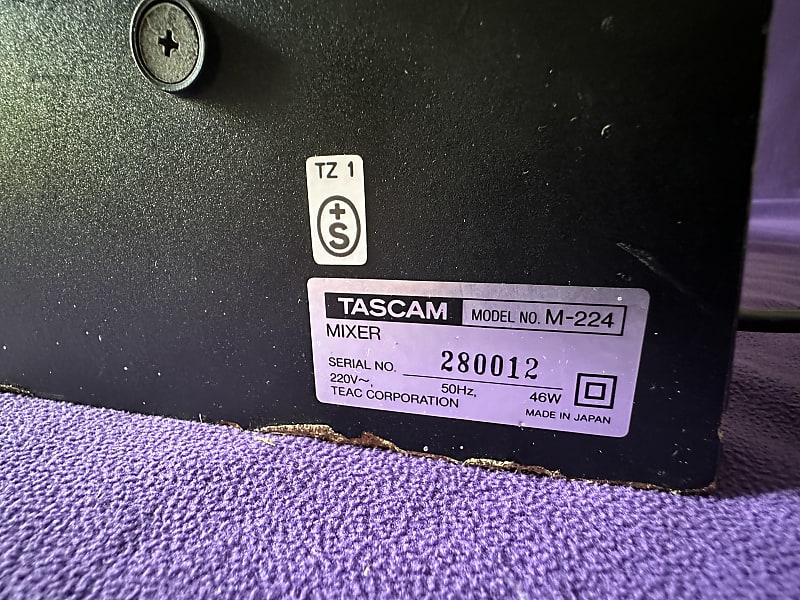 TZ 1
+
S
TASCAM MODEL NO. M-224
MIXER
SERIAL NO. 280012
220V~, 50Hz, 46W
TEAC CORPORATION
MADE IN JAPAN